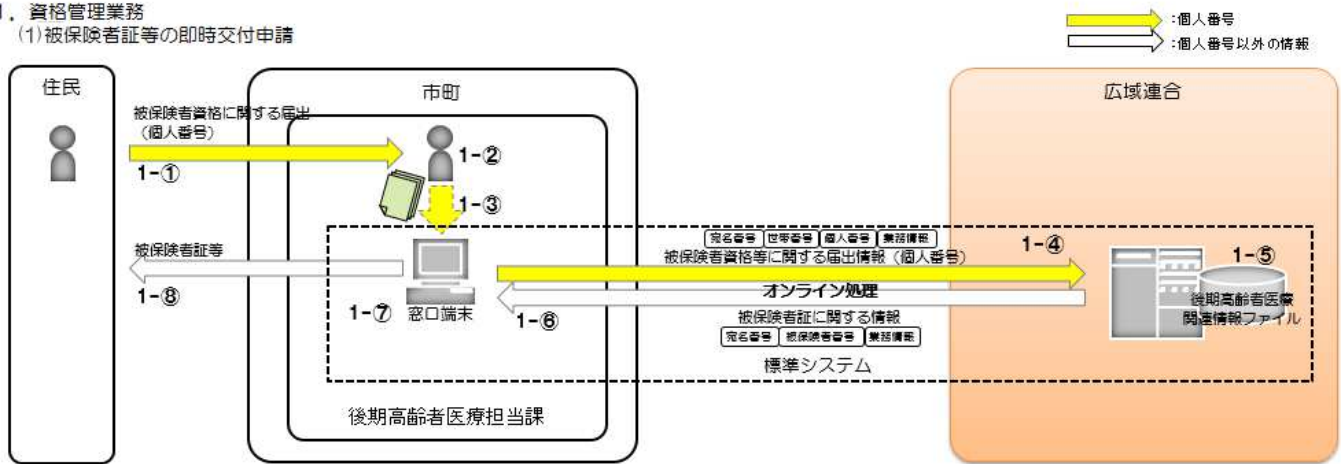 1．資格管理業務
(1)被保険者証等の即時交付申請
：個人番号
：個人番号以外の情報
住民
市町
広域連合
被保険者資格に関する届出
（個人番号）
1-①
1-②
1-③
宛名番号 世帯番号 個人番号 業務情報
被保険者資格等に関する届出情報（個人番号）
1-④
1-⑤
オンライン処理
後期高齢者医療
関連情報ファイル
被保険者証等
1-⑧
1-⑦ 窓口端末
1-⑥
被保険者証に関する情報
宛名番号 被保険者番号 業務情報
標準システム
後期高齢者医療担当課